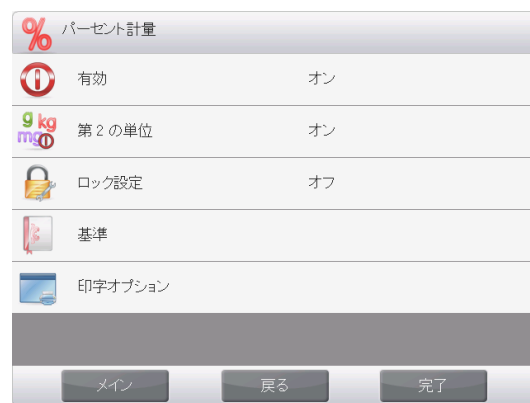 % パーセント計量
有効 オン
g kg mg 第2の単位 オン
ロック設定 オフ
基準
印字オプション
メイン 戻る 完了